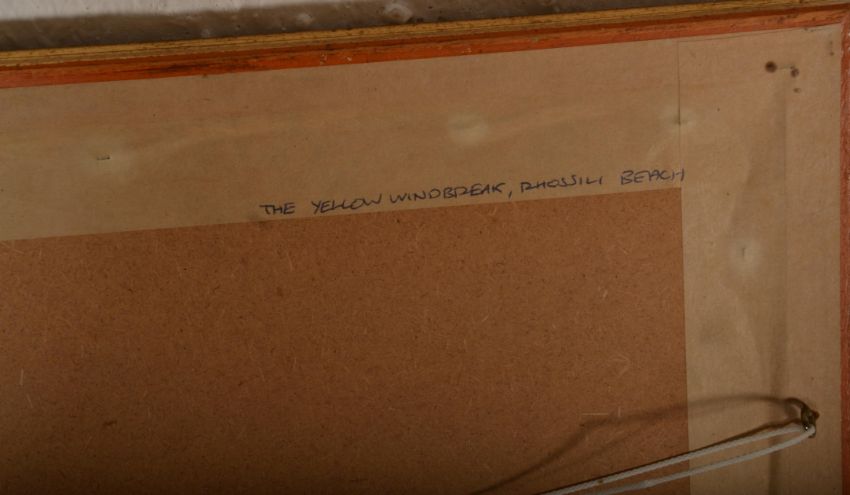 THE YELLOW WINDBREAK, RHOSSILI BEACH